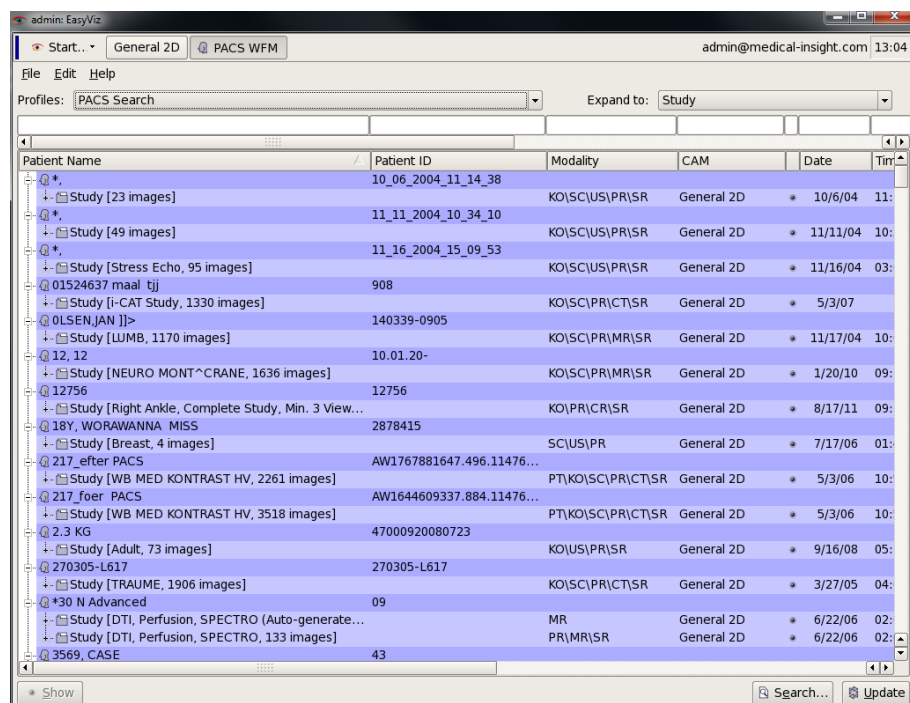 admin: EasyViz
Start... General 2D PACS WFM admin@medical-insight.com 13:04
File Edit Help
Profiles: PACS Search Expand to: Study
Patient Name Patient ID Modality CAM Date Tim
*, 10_06_2004_11_14_38
Study [23 images] KO\SC\US\PR\SR General 2D 10/6/04 11:
*, 11_11_2004_10_34_10
Study [49 images] KO\SC\US\PR\SR General 2D 11/11/04 10:
*, 11_16_2004_15_09_53
Study [Stress Echo, 95 images] KO\SC\US\PR\SR General 2D 11/16/04 03:
01524637 maal tjj 908
Study [i-CAT Study, 1330 images] KO\SC\PR\CT\SR General 2D 5/3/07
0LSEN,JAN ]]> 140339-0905
Study [LUMB, 1170 images] KO\SC\PR\MR\SR General 2D 11/17/04 10:
12, 12 10.01.20-
Study [NEURO MONT^CRANE, 1636 images] KO\SC\PR\MR\SR General 2D 1/20/10 09:
12756 12756
Study [Right Ankle, Complete Study, Min. 3 View... KO\PR\CR\SR General 2D 8/17/11 09:
18Y, WORAWANNA MISS 2878415
Study [Breast, 4 images] SC\US\PR General 2D 7/17/06 01:
217_efter PACS AW1767881647.496.11476...
Study [WB MED KONTRAST HV, 2261 images] PT\KO\SC\PR\CT\SR General 2D 5/3/06 10:
217_foer PACS AW1644609337.884.11476...
Study [WB MED KONTRAST HV, 3518 images] PT\KO\SC\PR\CT\SR General 2D 5/3/06 10:
2.3 KG 47000920080723
Study [Adult, 73 images] KO\US\PR\SR General 2D 9/16/08 05:
270305-L617 270305-L617
Study [TRAUME, 1906 images] KO\SC\PR\CT\SR General 2D 3/27/05 04:
*30 N Advanced 09
Study [DTI, Perfusion, SPECTRO (Auto-generate... MR General 2D 6/22/06 02:
Study [DTI, Perfusion, SPECTRO, 133 images] PR\MR\SR General 2D 6/22/06 02:
3569, CASE 43
Show Search... Update